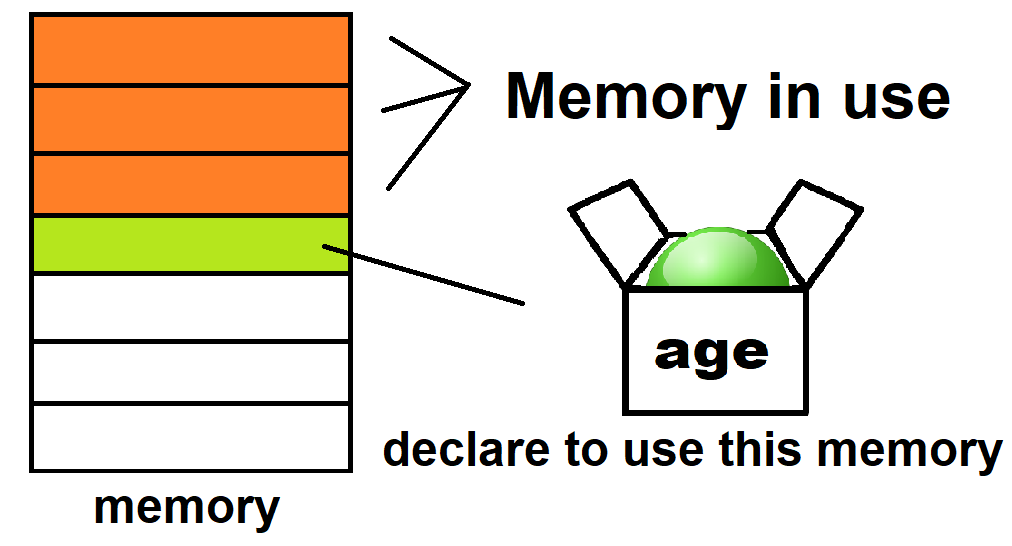 Memory in use
age
declare to use this memory
memory